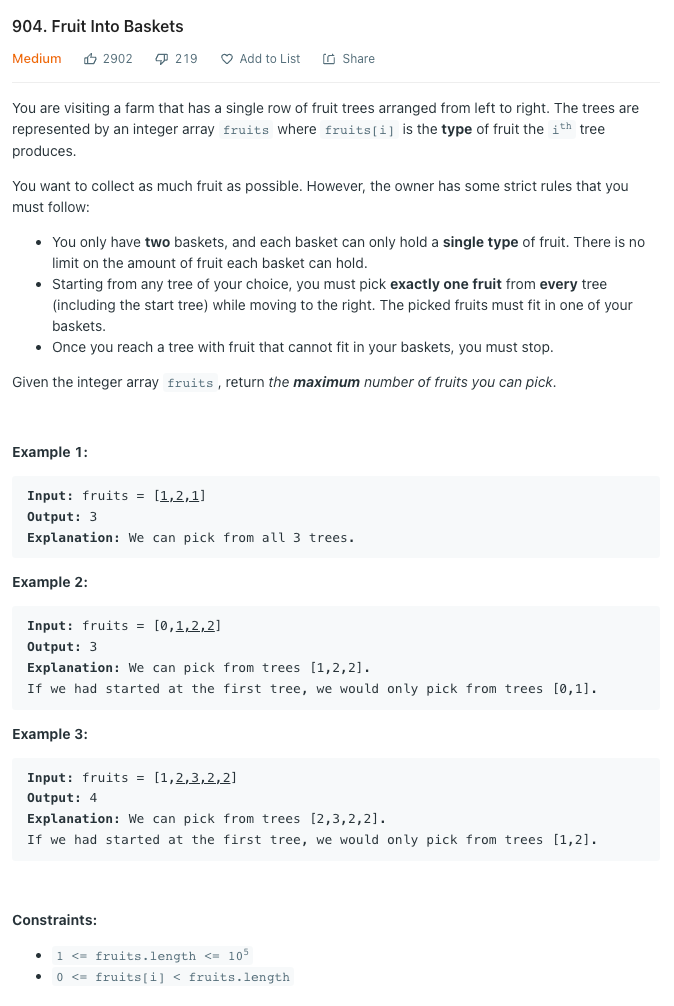 904. Fruit Into Baskets
Medium 2902 219 Add to List Share
You are visiting a farm that has a single row of fruit trees arranged from left to right. The trees are
represented by an integer array fruits where fruits[i] is the type of fruit the iᵗʰ tree
produces.
You want to collect as much fruit as possible. However, the owner has some strict rules that you
must follow:
• You only have two baskets, and each basket can only hold a single type of fruit. There is no
limit on the amount of fruit each basket can hold.
• Starting from any tree of your choice, you must pick exactly one fruit from every tree
(including the start tree) while moving to the right. The picked fruits must fit in one of your
baskets.
• Once you reach a tree with fruit that cannot fit in your baskets, you must stop.
Given the integer array fruits, return the maximum number of fruits you can pick.
Example 1:
Input: fruits = [1,2,1]
Output: 3
Explanation: We can pick from all 3 trees.
Example 2:
Input: fruits = [0,1,2,2]
Output: 3
Explanation: We can pick from trees [1,2,2].
If we had started at the first tree, we would only pick from trees [0,1].
Example 3:
Input: fruits = [1,2,3,2,2]
Output: 4
Explanation: We can pick from trees [2,3,2,2].
If we had started at the first tree, we would only pick from trees [1,2].
Constraints:
• 1 <= fruits.length <= 10⁵
• 0 <= fruits[i] < fruits.length